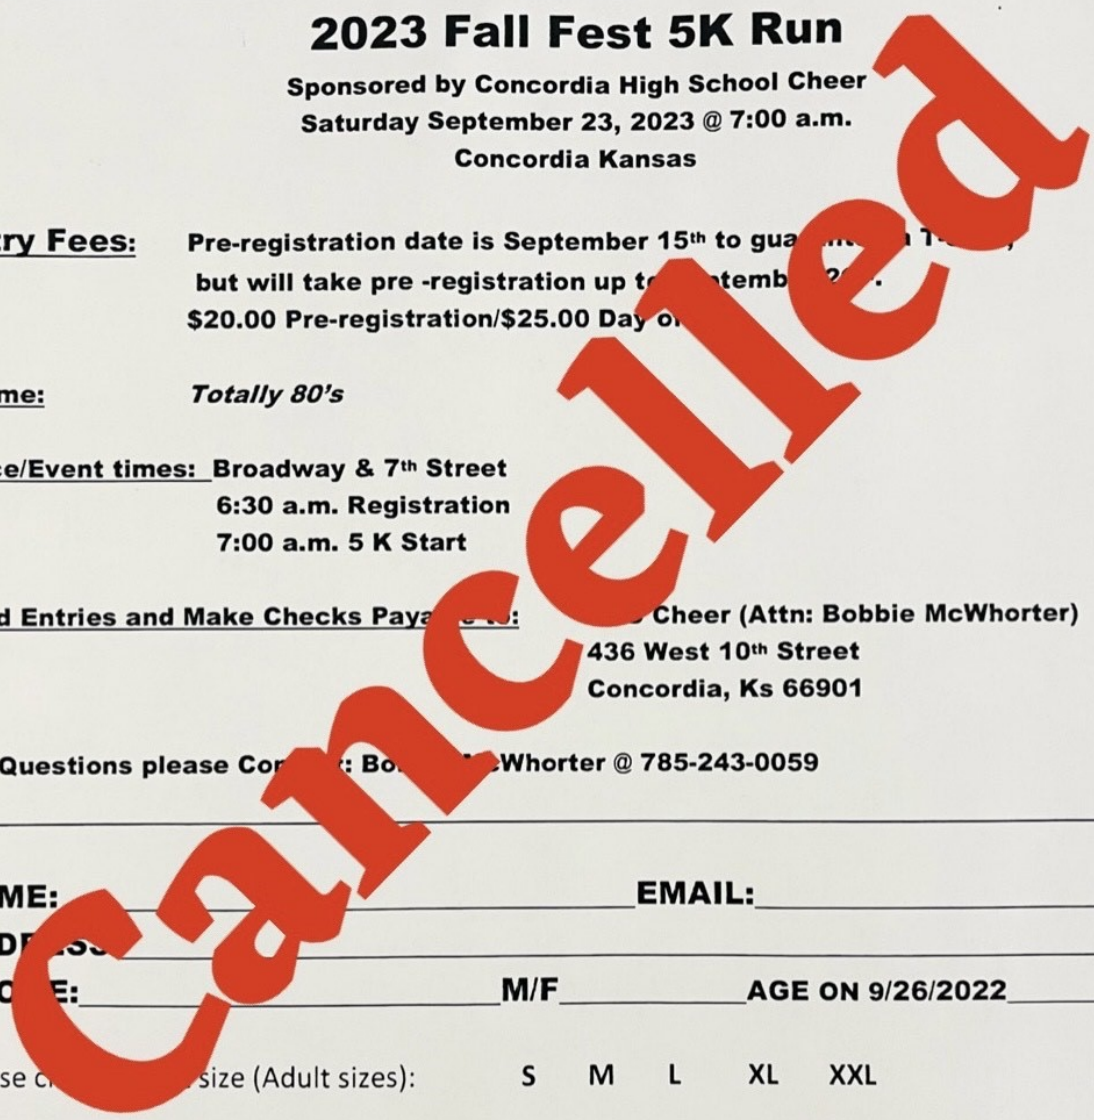 2023 Fall Fest 5K Run
Sponsored by Concordia High School Cheer
Saturday September 23, 2023 @ 7:00 a.m.
Concordia Kansas
ry Fees: Pre-registration date is September 15th to
but will take pre -registration up
$20.00 Pre-registration/$25.00 Day
me: Totally 80's
e/Event times: Broadway & 7th Street
6:30 a.m. Registration
7:00 a.m. 5 K Start
d Entries and Make Checks Cheer (Attn: Bobbie McWhorter)
436 West 10th Street
Concordia, Ks 66901
Questions please McWhorter @ 785-243-0059
ME: EMAIL:
M/F AGE ON 9/26/2022
size (Adult sizes): S M L XL XXL
Cancelled